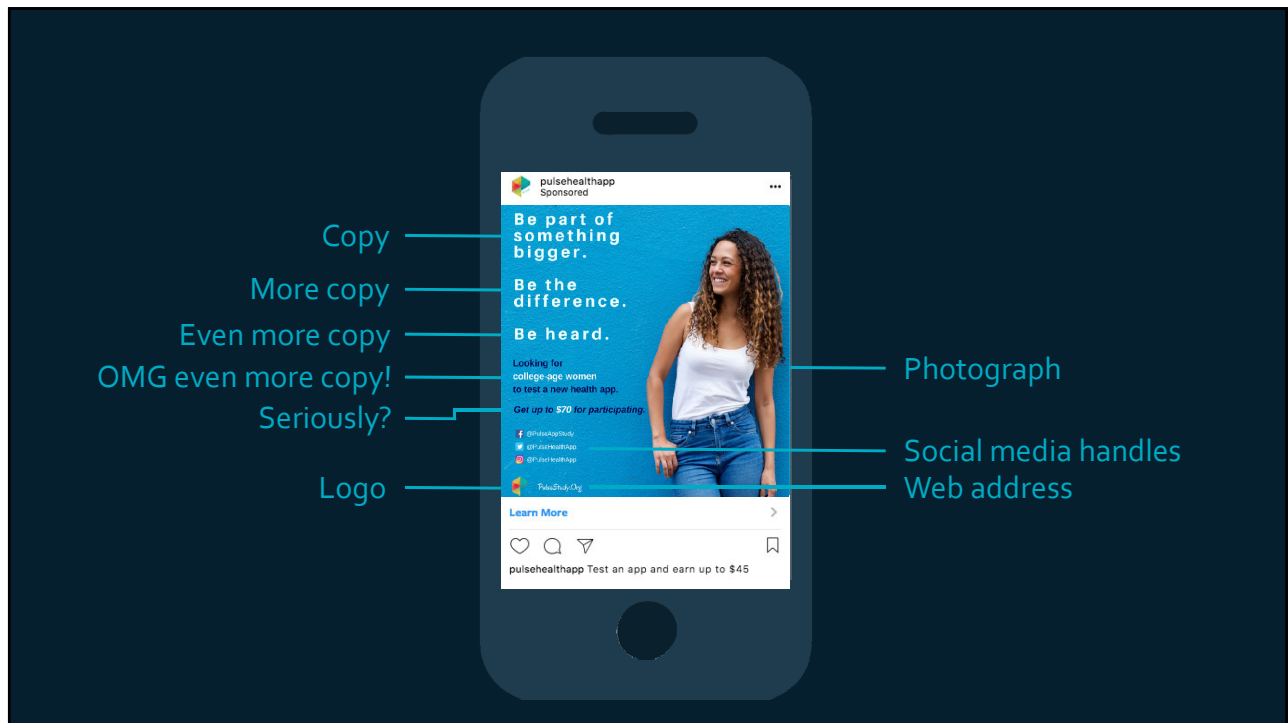 Copy
More copy
Even more copy
OMG even more copy!
Seriously?
Logo
pulsehealthapp
Sponsored
Be part of
something
bigger.
Be the
difference.
Be heard.
Looking for
college-age women
to test a new health app.
Get up to $70 for participating.
@PulseAppStudy
@PulseHealthApp
@PulseHealthApp
PulseStudy.Org
Learn More
pulsehealthapp Test an app and earn up to $45
Photograph
Social media handles
Web address